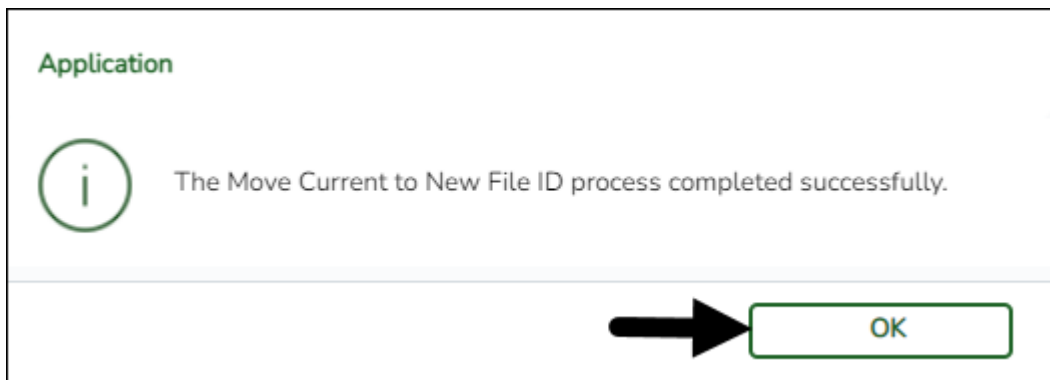 Application
The Move Current to New File ID process completed successfully.
OK